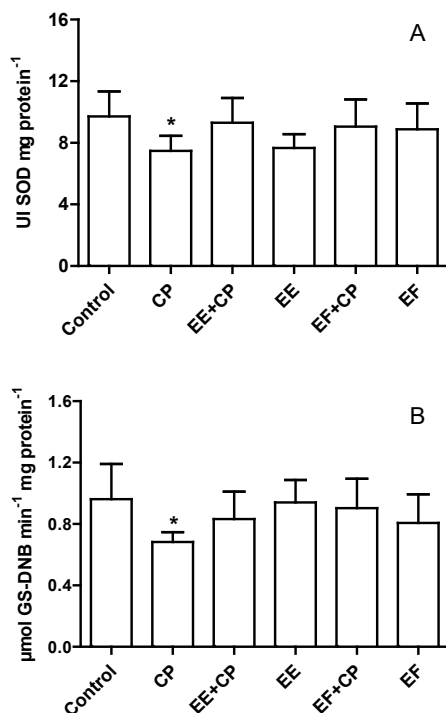 A
UI SOD mg protein⁻¹
16
12
8
4
0
*
Control
CP
EE+CP
EE
EF+CP
EF
B
µmol GS-DNB min⁻¹ mg protein⁻¹
1.6
1.2
0.8
0.4
0.0
*
Control
CP
EE+CP
EE
EF+CP
EF